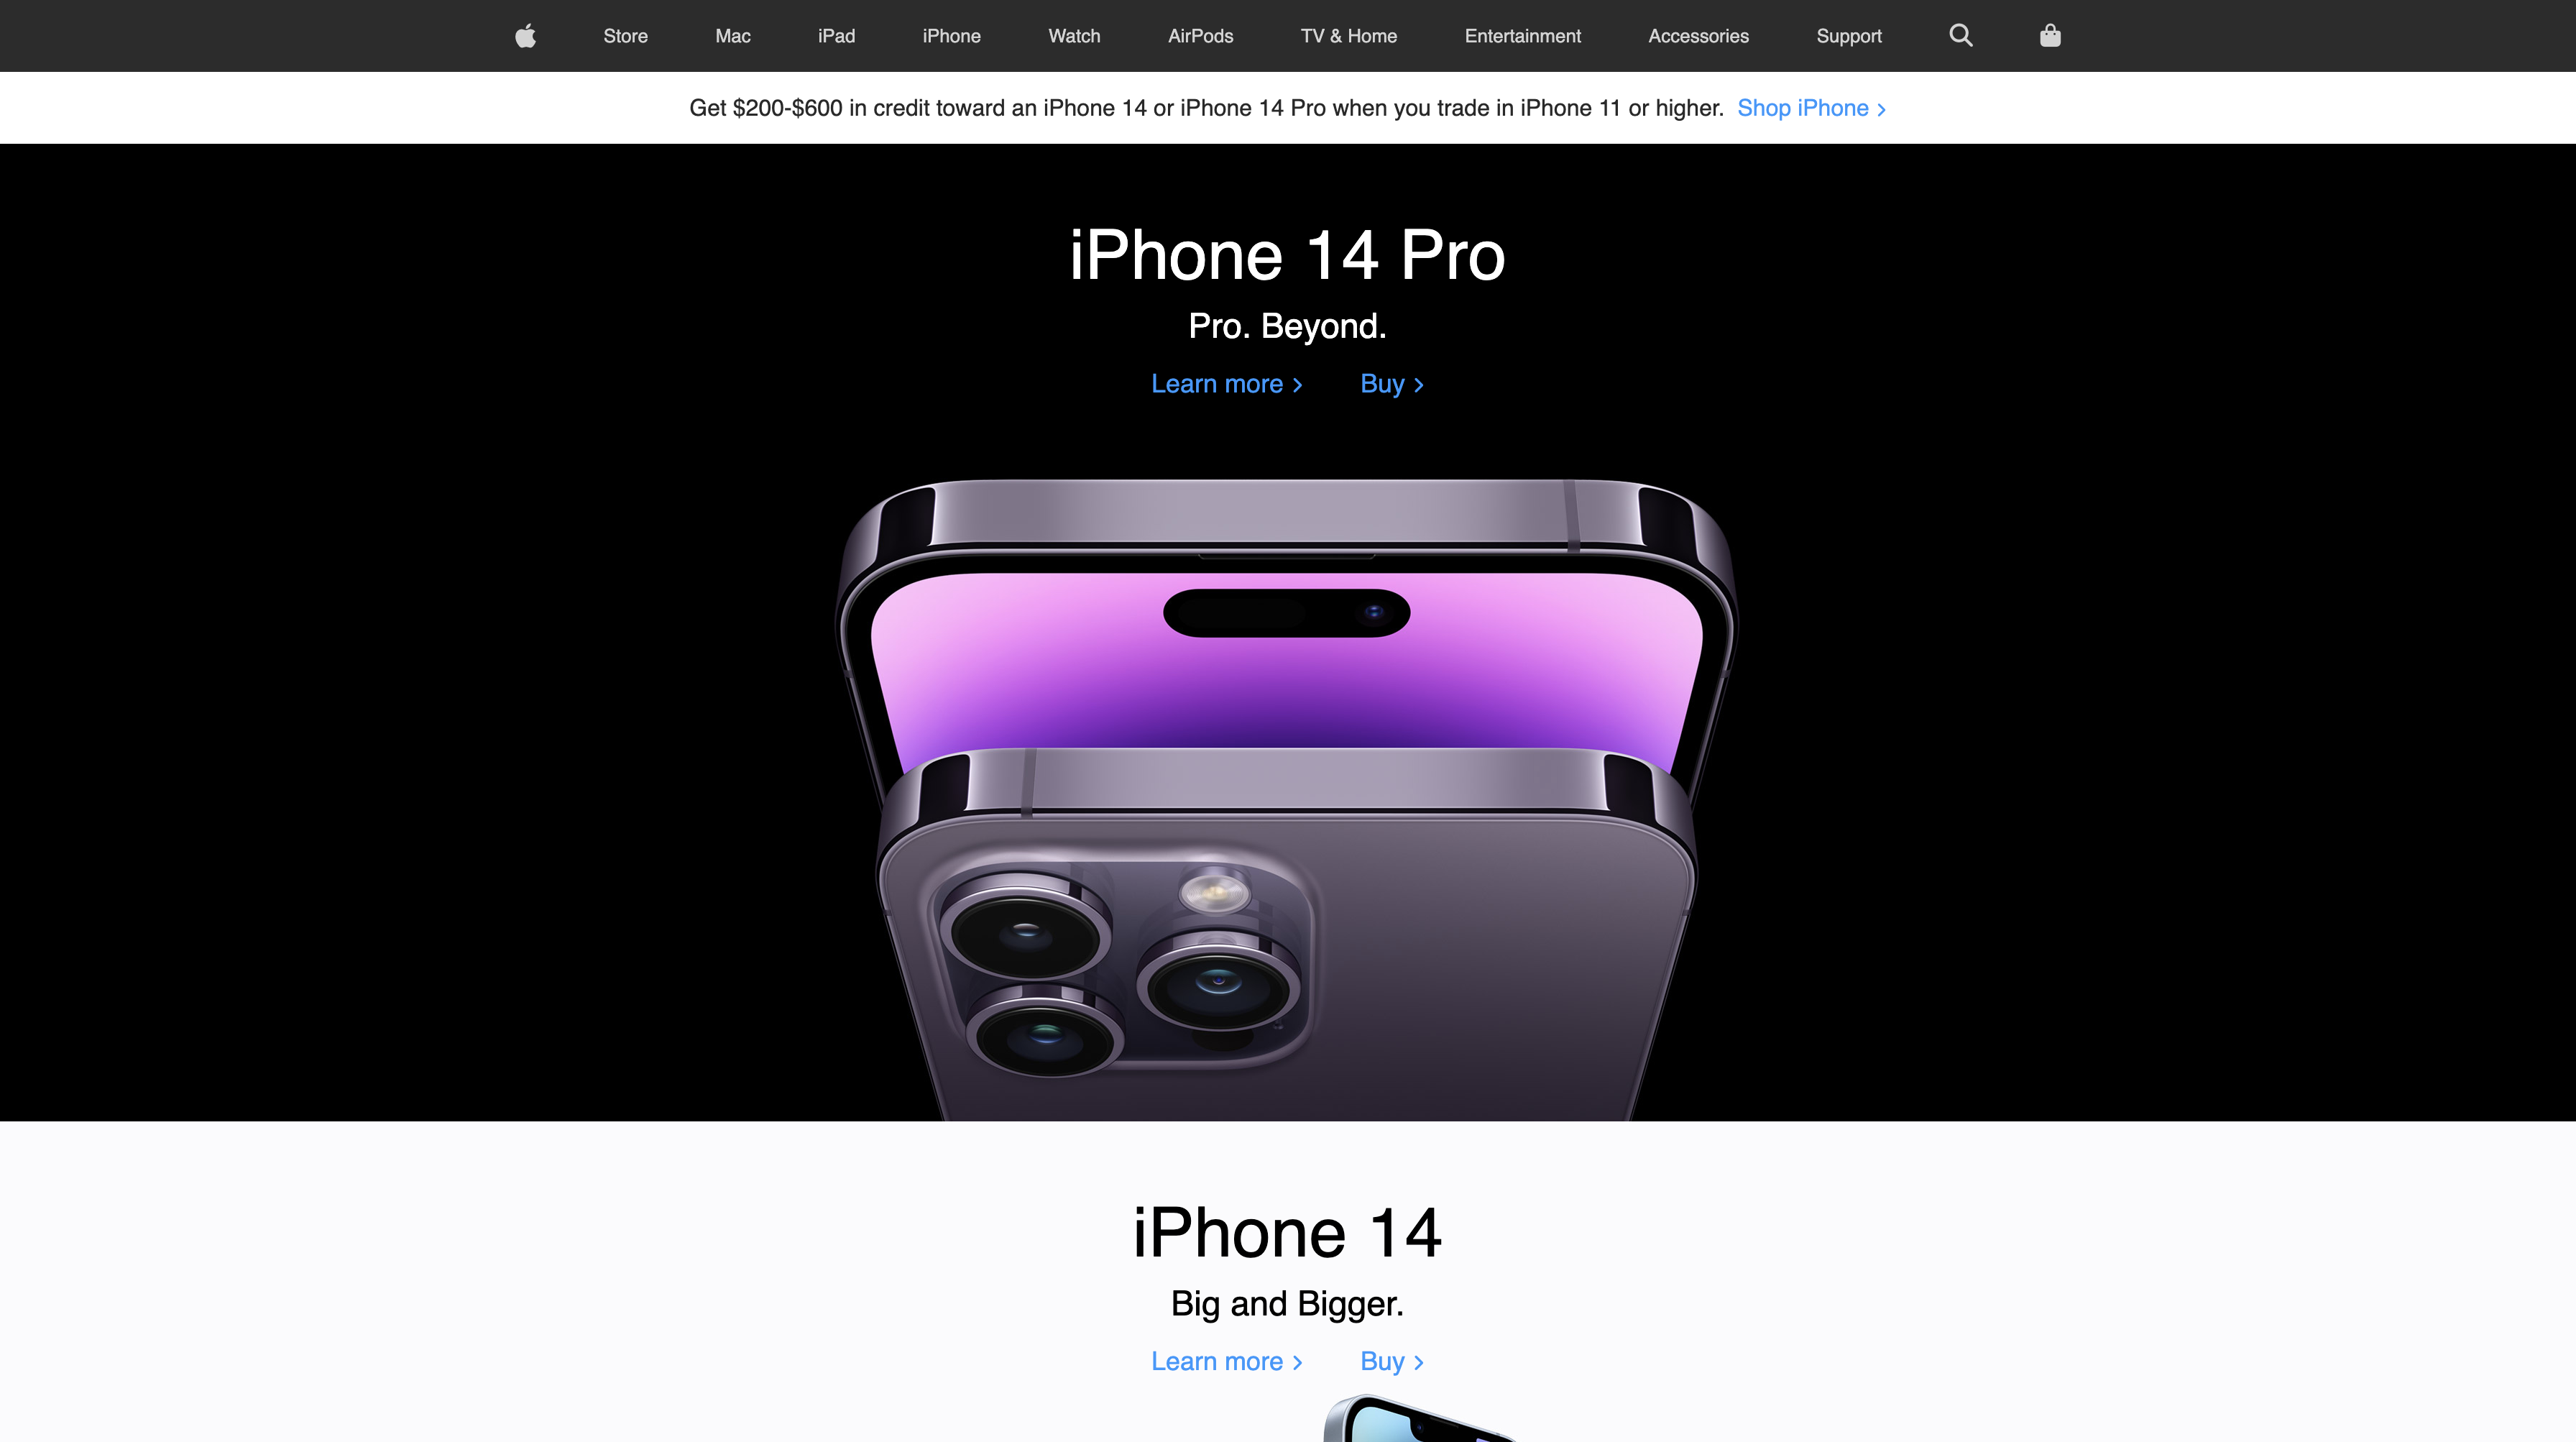 Store Mac iPad iPhone Watch AirPods TV & Home Entertainment Accessories Support
Get $200-$600 in credit toward an iPhone 14 or iPhone 14 Pro when you trade in iPhone 11 or higher. Shop iPhone >
iPhone 14 Pro
Pro. Beyond.
Learn more > Buy >
iPhone 14
Big and Bigger.
Learn more > Buy >